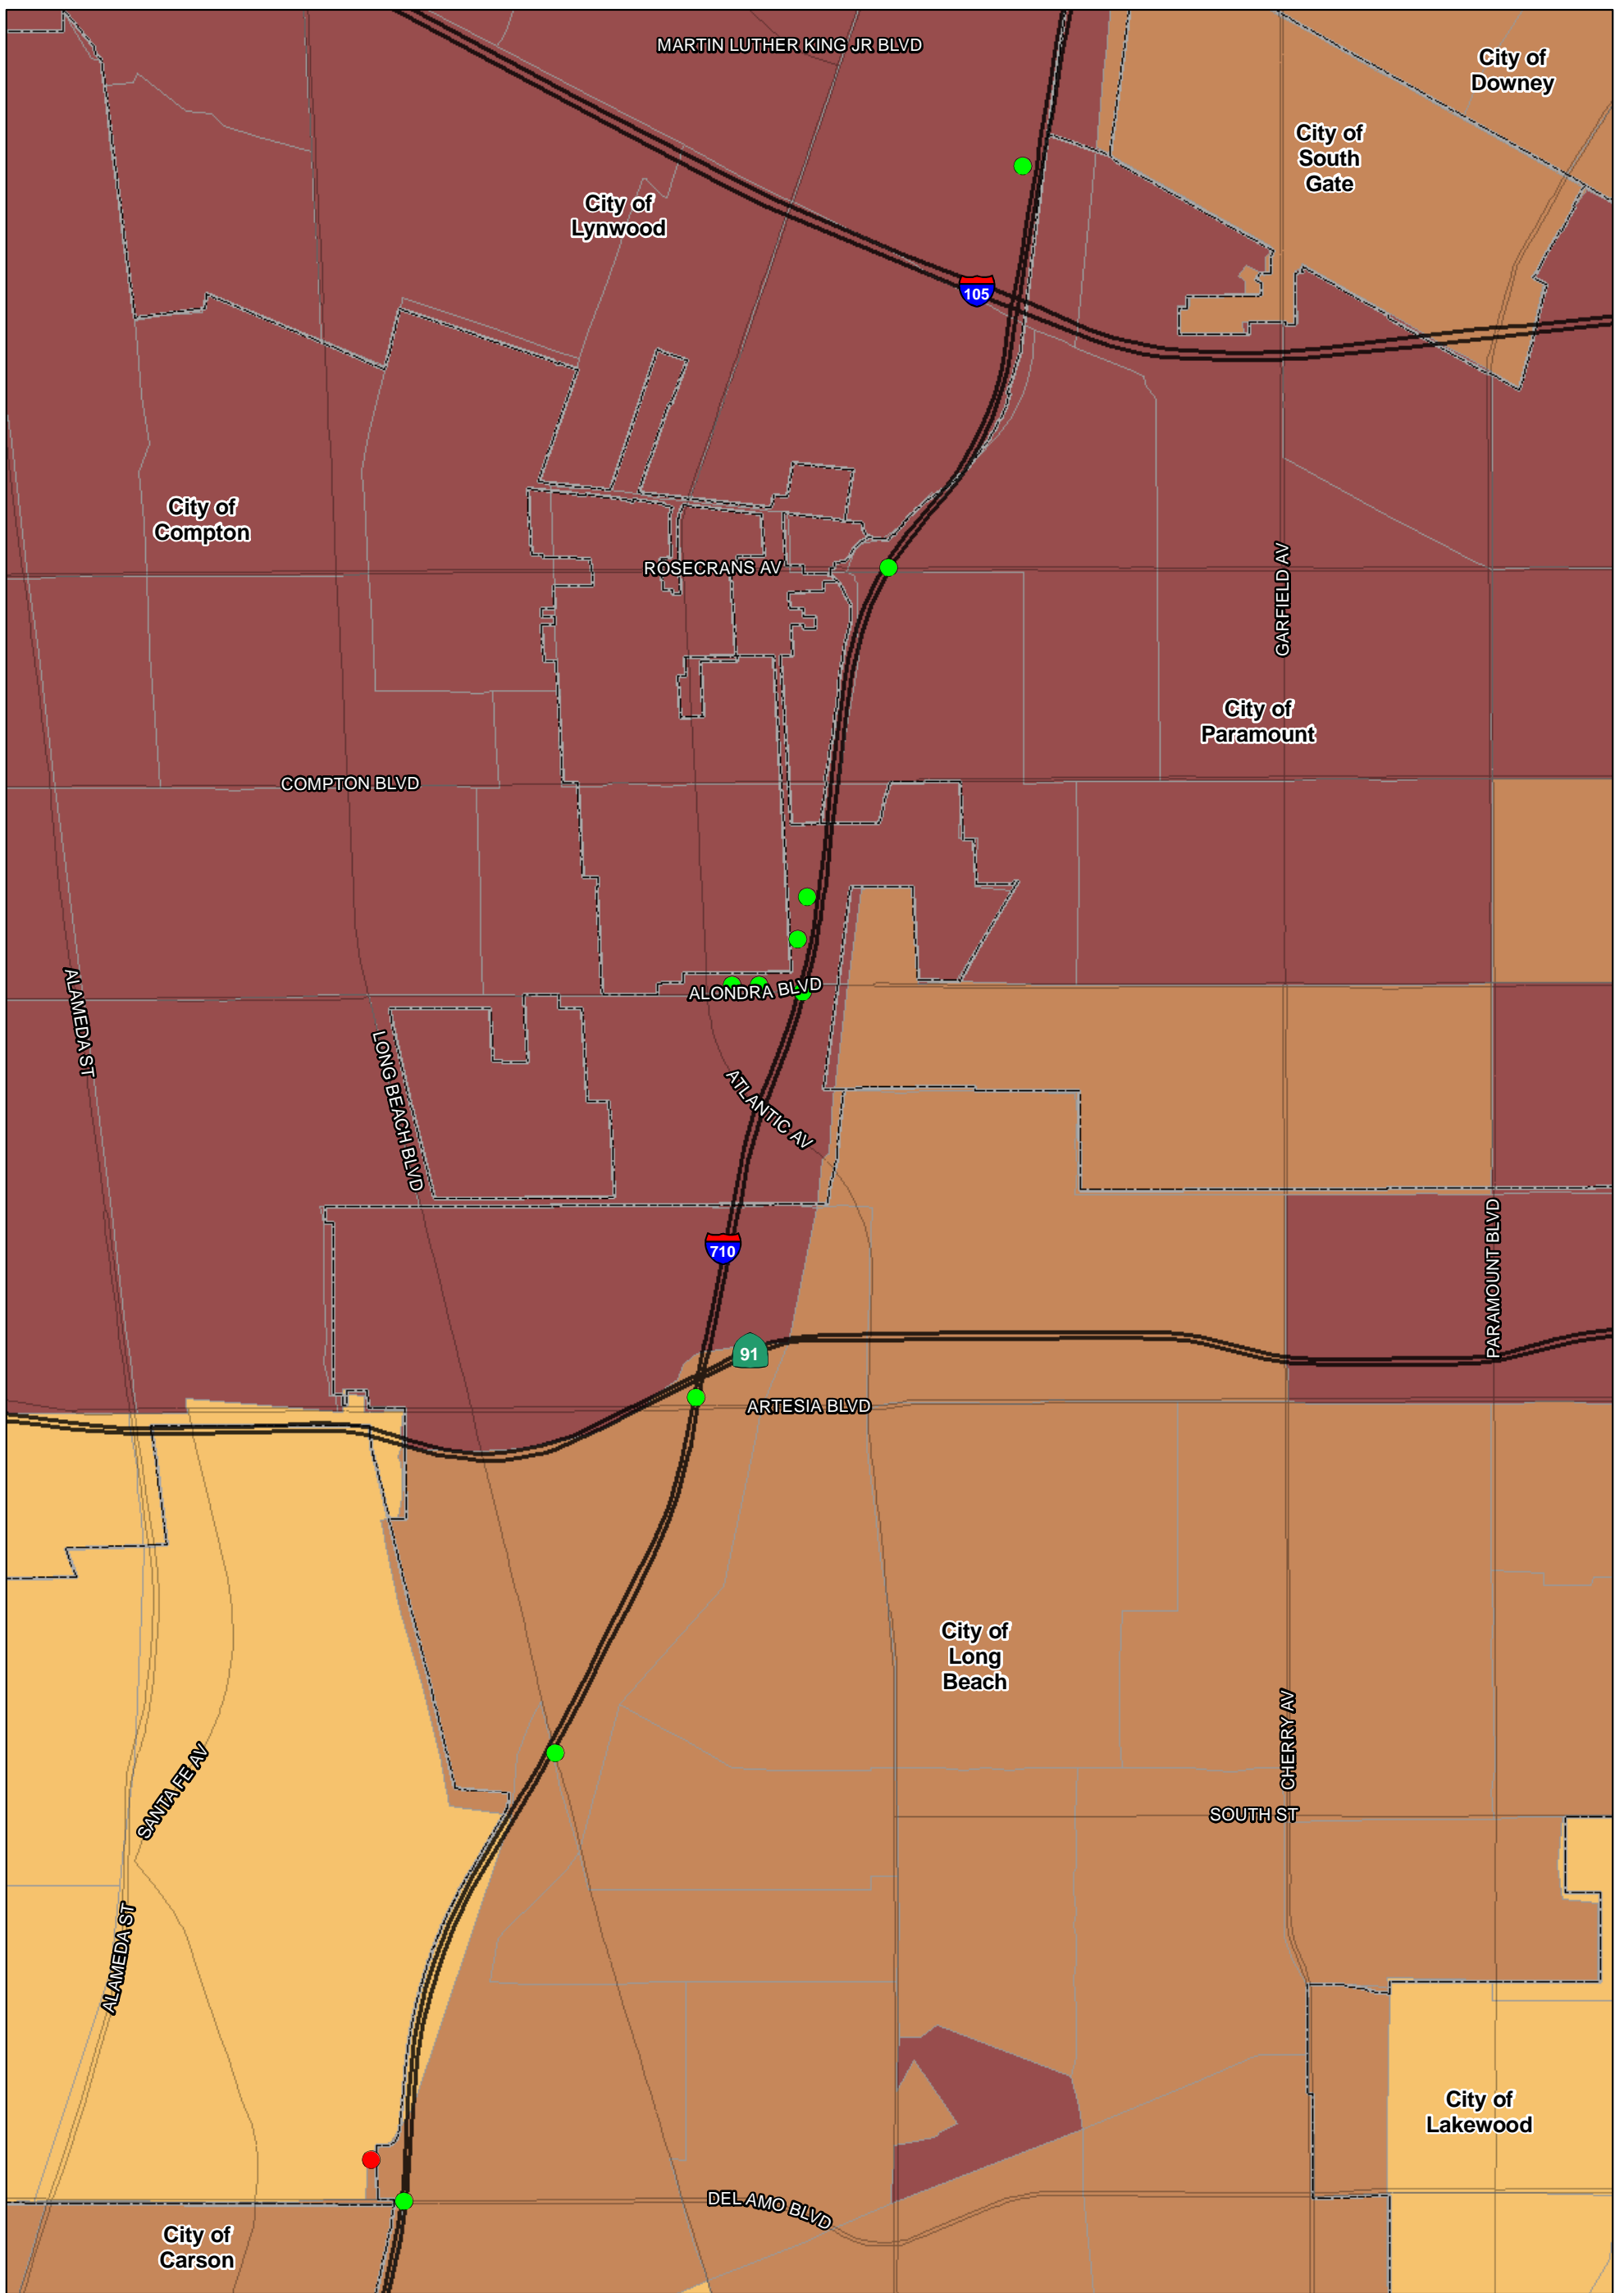 MARTIN LUTHER KING JR BLVD
City of
Downey
City of
South
Gate
City of
Lynwood
105
City of
Compton
ROSECRANS AV
GARFIELD AV
City of
Paramount
COMPTON BLVD
ALAMEDA ST
ALONDRA BLVD
LONG BEACH BLVD
ATLANTIC AV
710
PARAMOUNT BLVD
91
ARTESIA BLVD
City of
Long
Beach
CHERRY AV
SANTA FE AV
SOUTH ST
ALAMEDA ST
City of
Lakewood
DEL AMO BLVD
City of
Carson